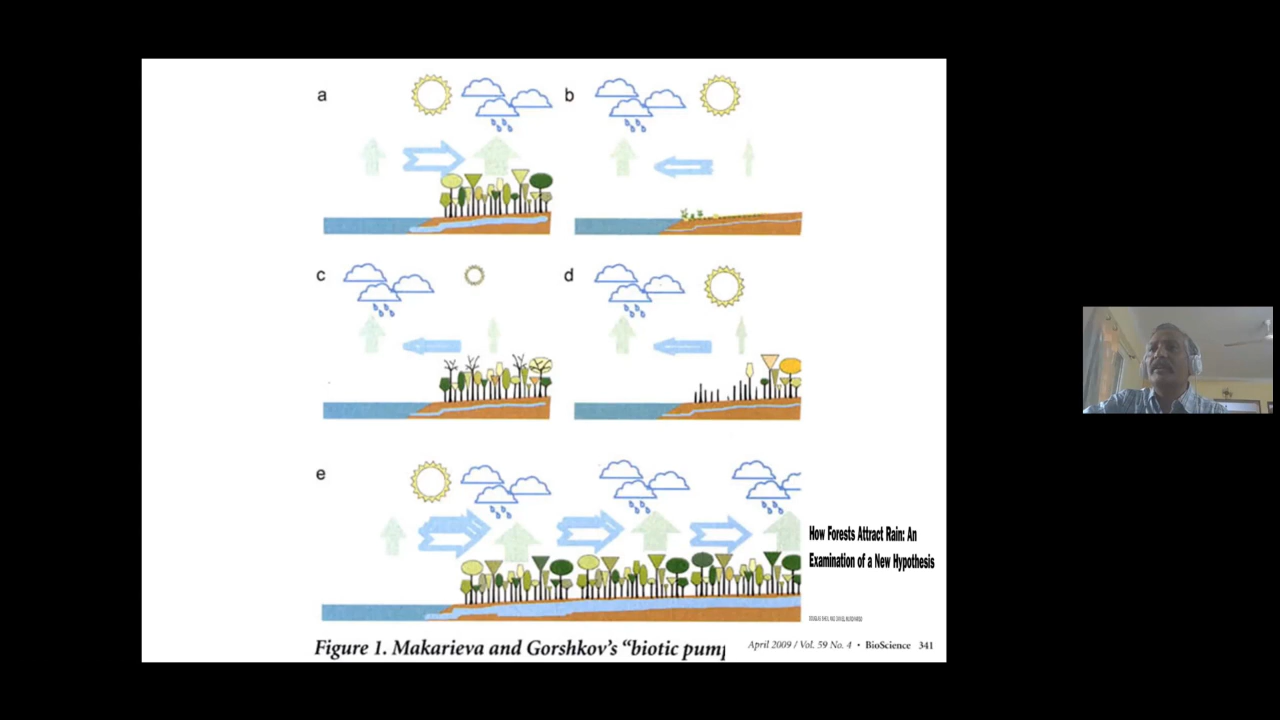 a
b
c
d
e
How Forests Attract Rain: An
Examination of a New Hypothesis
Figure 1. Makarieva and Gorshkov's "biotic pump
April 2009 / Vol. 59 No. 4 • BioScience 341